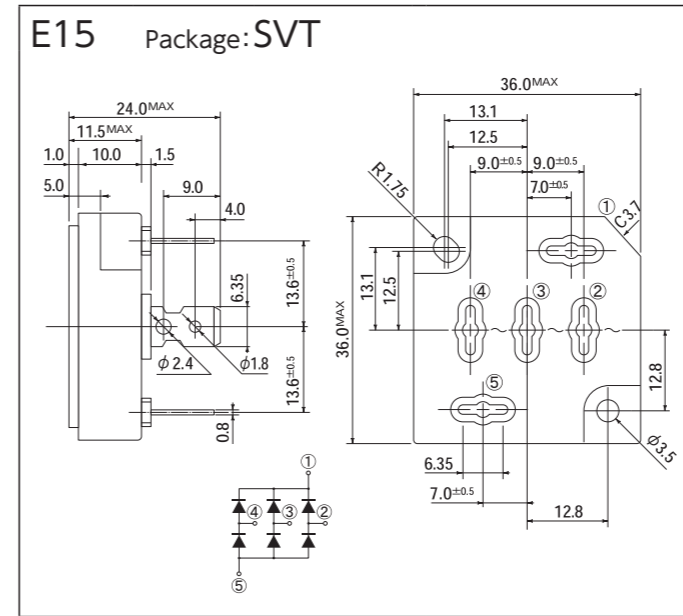 E15 Package:SVT
24.0MAX
11.5MAX
1.0 10.0 1.5
5.0 9.0
4.0
6.35
13.6±0.5
13.6±0.5
ϕ2.4 ϕ1.8
0.8
36.0MAX
13.1
12.5
9.0±0.5 9.0±0.5
7.0±0.5
R1.75
① C3.7
13.1
12.5
36.0MAX
④ ③ ②
~ ~ ~
⑤
12.8
6.35
7.0±0.5
12.8
ϕ3.5
①
④ ③ ②
⑤